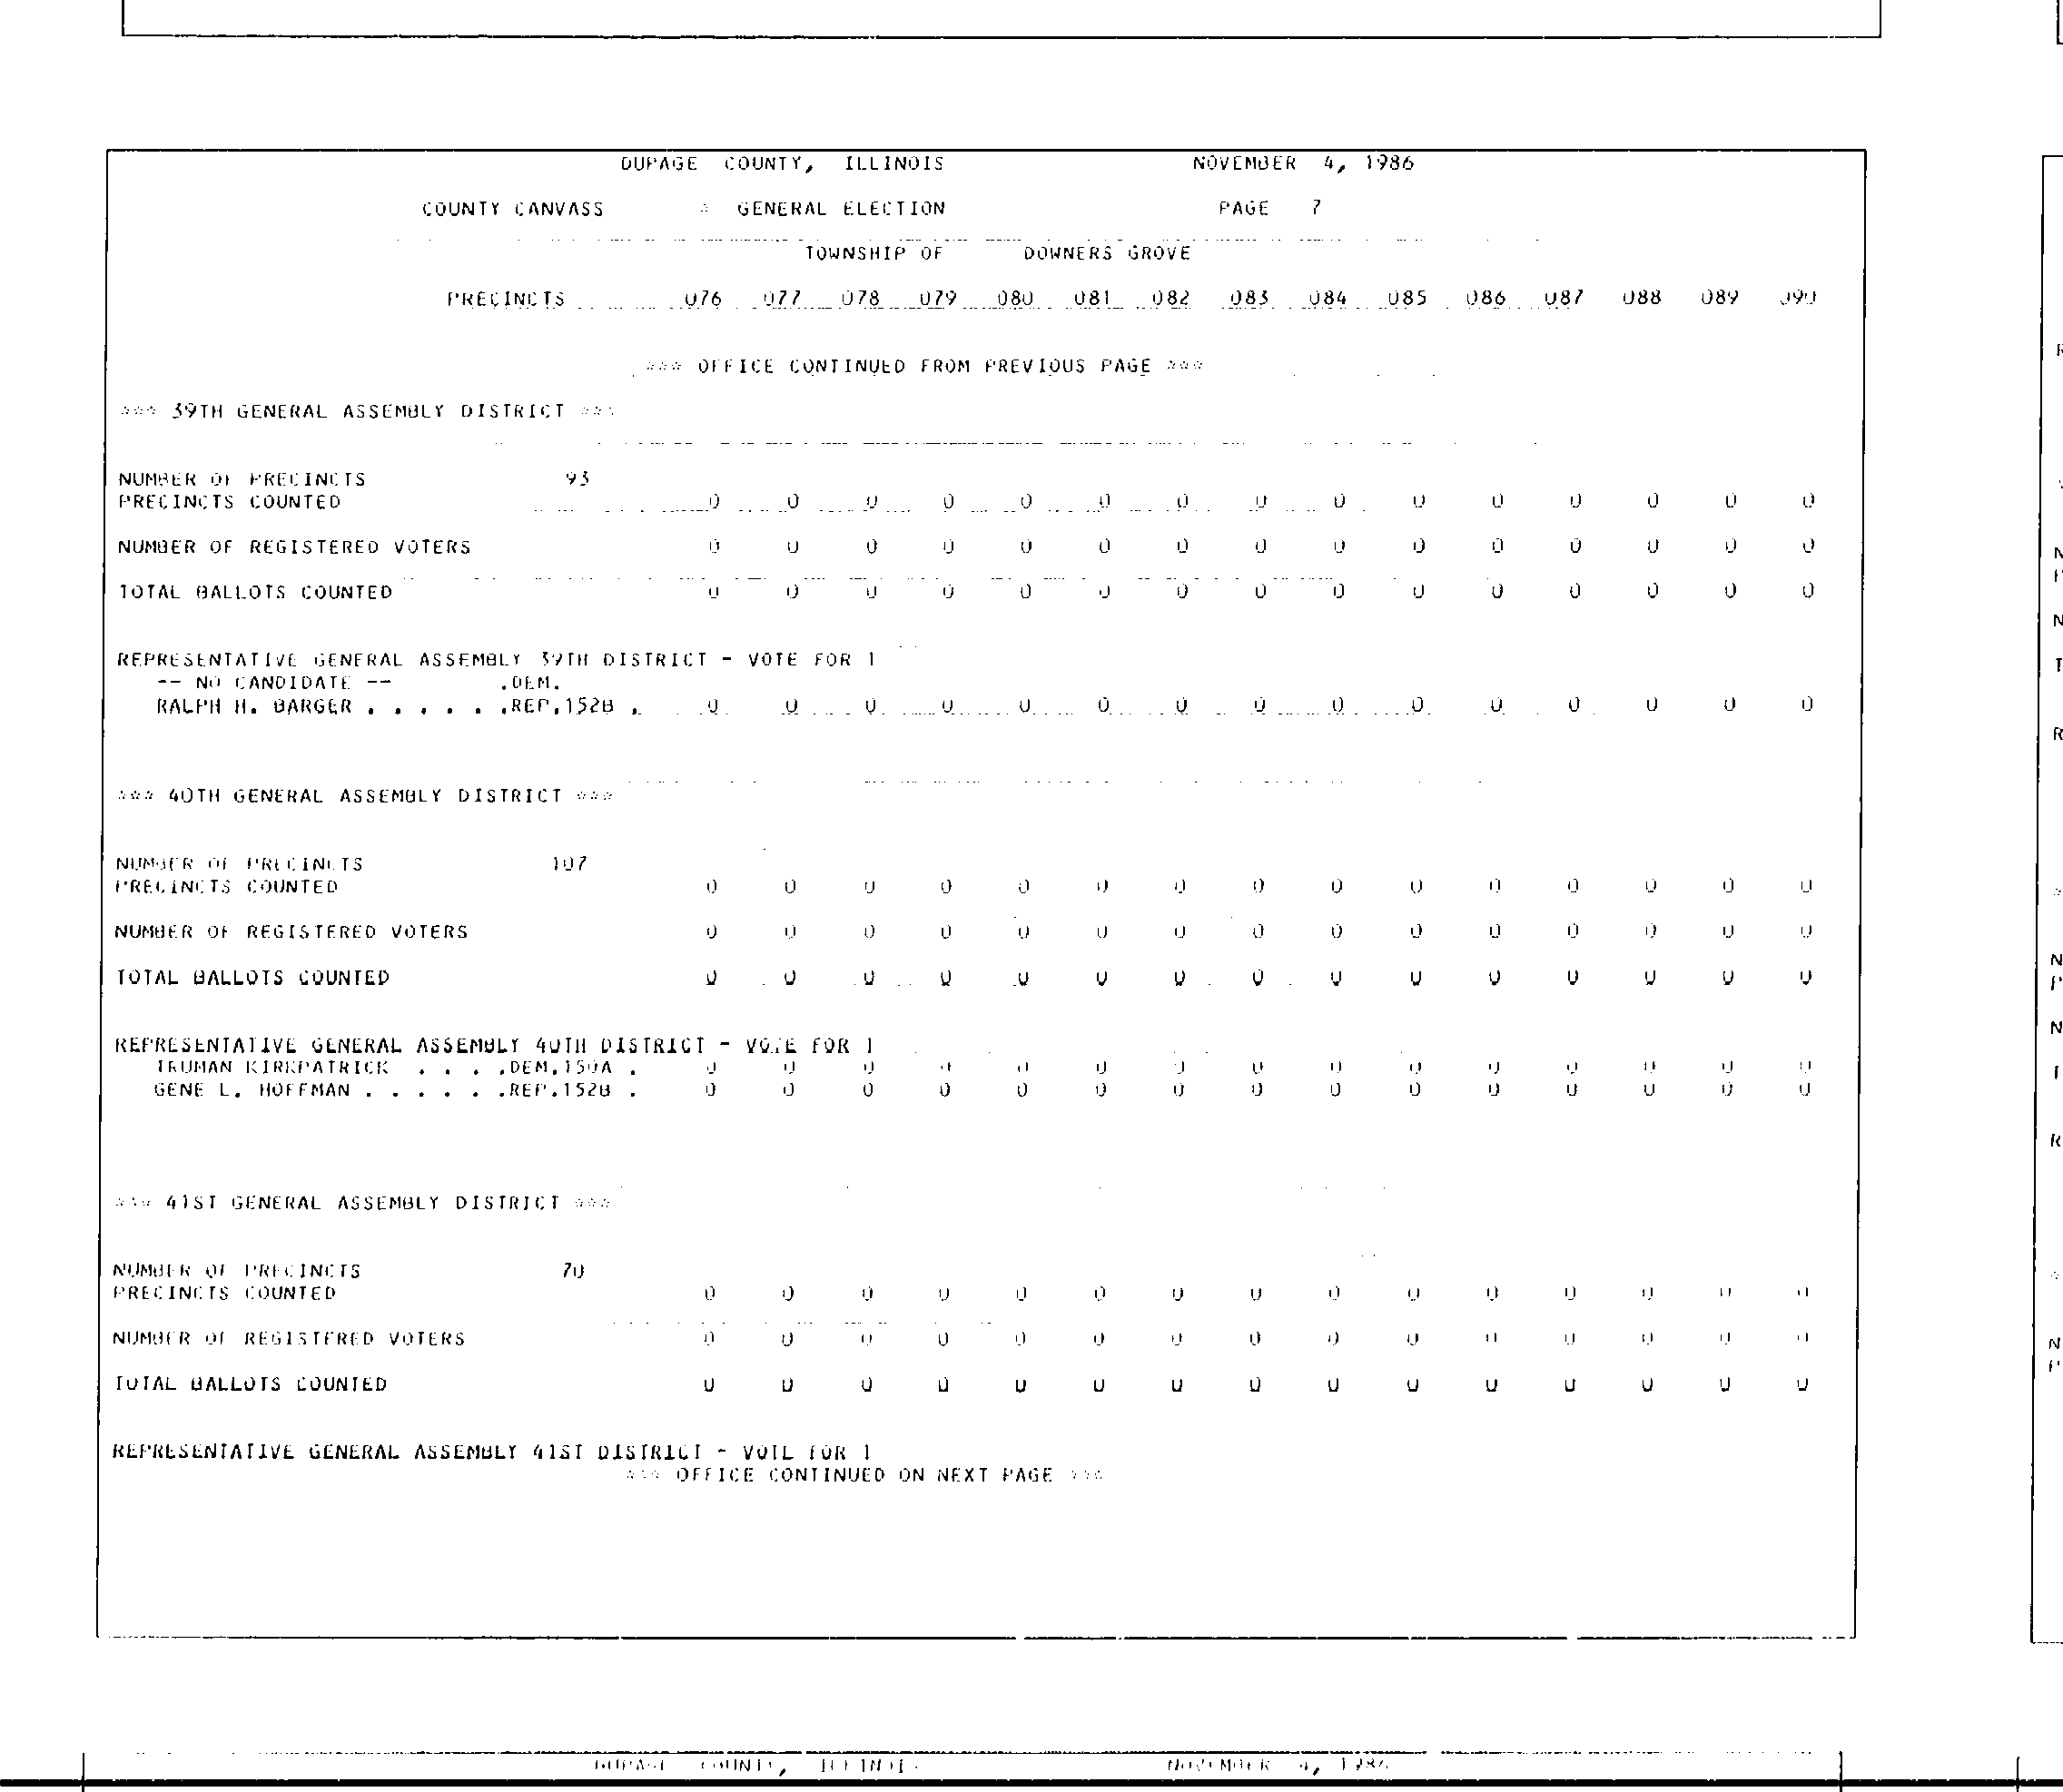 DUPAGE COUNTY, ILLINOIS NOVEMBER 4, 1986
COUNTY CANVASS * GENERAL ELECTION PAGE 7
TOWNSHIP OF DOWNERS GROVE
PRECINCTS 076 077 078 079 080 081 082 083 084 085 086 087 088 089 090
*** OFFICE CONTINUED FROM PREVIOUS PAGE ***
*** 39TH GENERAL ASSEMBLY DISTRICT ***
NUMBER OF PRECINCTS 93
PRECINCTS COUNTED 0 0 0 0 0 0 0 0 0 0 0 0 0 0 0
NUMBER OF REGISTERED VOTERS 0 0 0 0 0 0 0 0 0 0 0 0 0 0 0
TOTAL BALLOTS COUNTED 0 0 0 0 0 0 0 0 0 0 0 0 0 0 0
REPRESENTATIVE GENERAL ASSEMBLY 39TH DISTRICT - VOTE FOR 1
-- NO CANDIDATE -- .DEM.
RALPH H. BARGER . . . . . .REP.152B . 0 0 0 0 0 0 0 0 0 0 0 0 0 0 0
*** 40TH GENERAL ASSEMBLY DISTRICT ***
NUMBER OF PRECINCTS 107
PRECINCTS COUNTED 0 0 0 0 0 0 0 0 0 0 0 0 0 0 0
NUMBER OF REGISTERED VOTERS 0 0 0 0 0 0 0 0 0 0 0 0 0 0 0
TOTAL BALLOTS COUNTED 0 0 0 0 0 0 0 0 0 0 0 0 0 0 0
REPRESENTATIVE GENERAL ASSEMBLY 40TH DISTRICT - VOTE FOR 1
TRUMAN KIRKPATRICK . . . .DEM.150A . 0 0 0 0 0 0 0 0 0 0 0 0 0 0 0
GENE L. HOFFMAN . . . . . .REP.152B . 0 0 0 0 0 0 0 0 0 0 0 0 0 0 0
*** 41ST GENERAL ASSEMBLY DISTRICT ***
NUMBER OF PRECINCTS 70
PRECINCTS COUNTED 0 0 0 0 0 0 0 0 0 0 0 0 0 0 0
NUMBER OF REGISTERED VOTERS 0 0 0 0 0 0 0 0 0 0 0 0 0 0 0
TOTAL BALLOTS COUNTED 0 0 0 0 0 0 0 0 0 0 0 0 0 0 0
REPRESENTATIVE GENERAL ASSEMBLY 41ST DISTRICT - VOTE FOR 1
*** OFFICE CONTINUED ON NEXT PAGE ***
DUPAGE COUNTY, ILLINOIS NOVEMBER 4, 1986